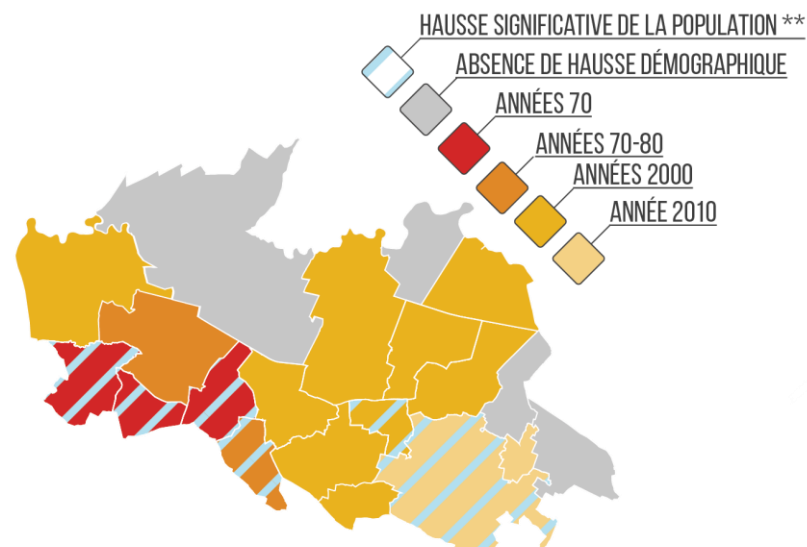 HAUSSE SIGNIFICATIVE DE LA POPULATION **
ABSENCE DE HAUSSE DÉMOGRAPHIQUE
ANNÉES 70
ANNÉES 70-80
ANNÉES 2000
ANNÉE 2010